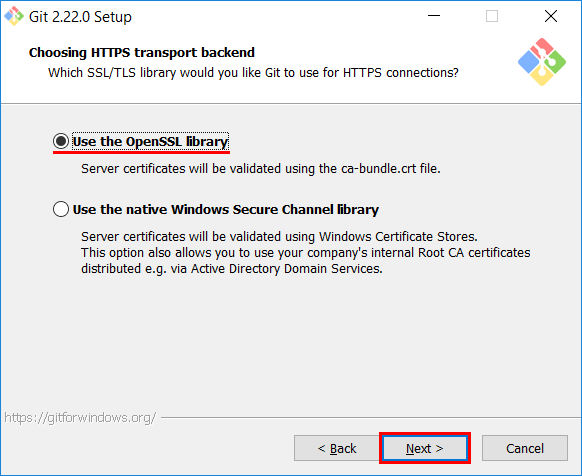 Git 2.22.0 Setup
Choosing HTTPS transport backend
Which SSL/TLS library would you like Git to use for HTTPS connections?
Use the OpenSSL library
Server certificates will be validated using the ca-bundle.crt file.
Use the native Windows Secure Channel library
Server certificates will be validated using Windows Certificate Stores.
This option also allows you to use your company's internal Root CA certificates
distributed e.g. via Active Directory Domain Services.
https://gitforwindows.org/
< Back Next > Cancel